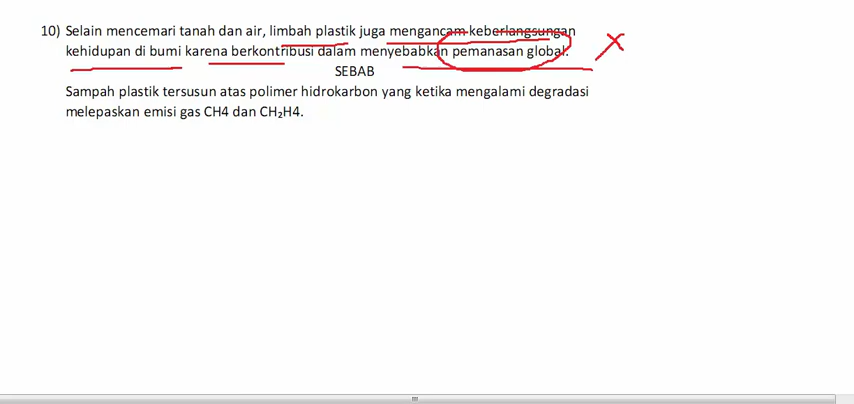 10) Selain mencemari tanah dan air, limbah plastik juga mengancam keberlangsungan
kehidupan di bumi karena berkontribusi dalam menyebabkan pemanasan global.
SEBAB
Sampah plastik tersusun atas polimer hidrokarbon yang ketika mengalami degradasi
melepaskan emisi gas CH4 dan CH₂H4.